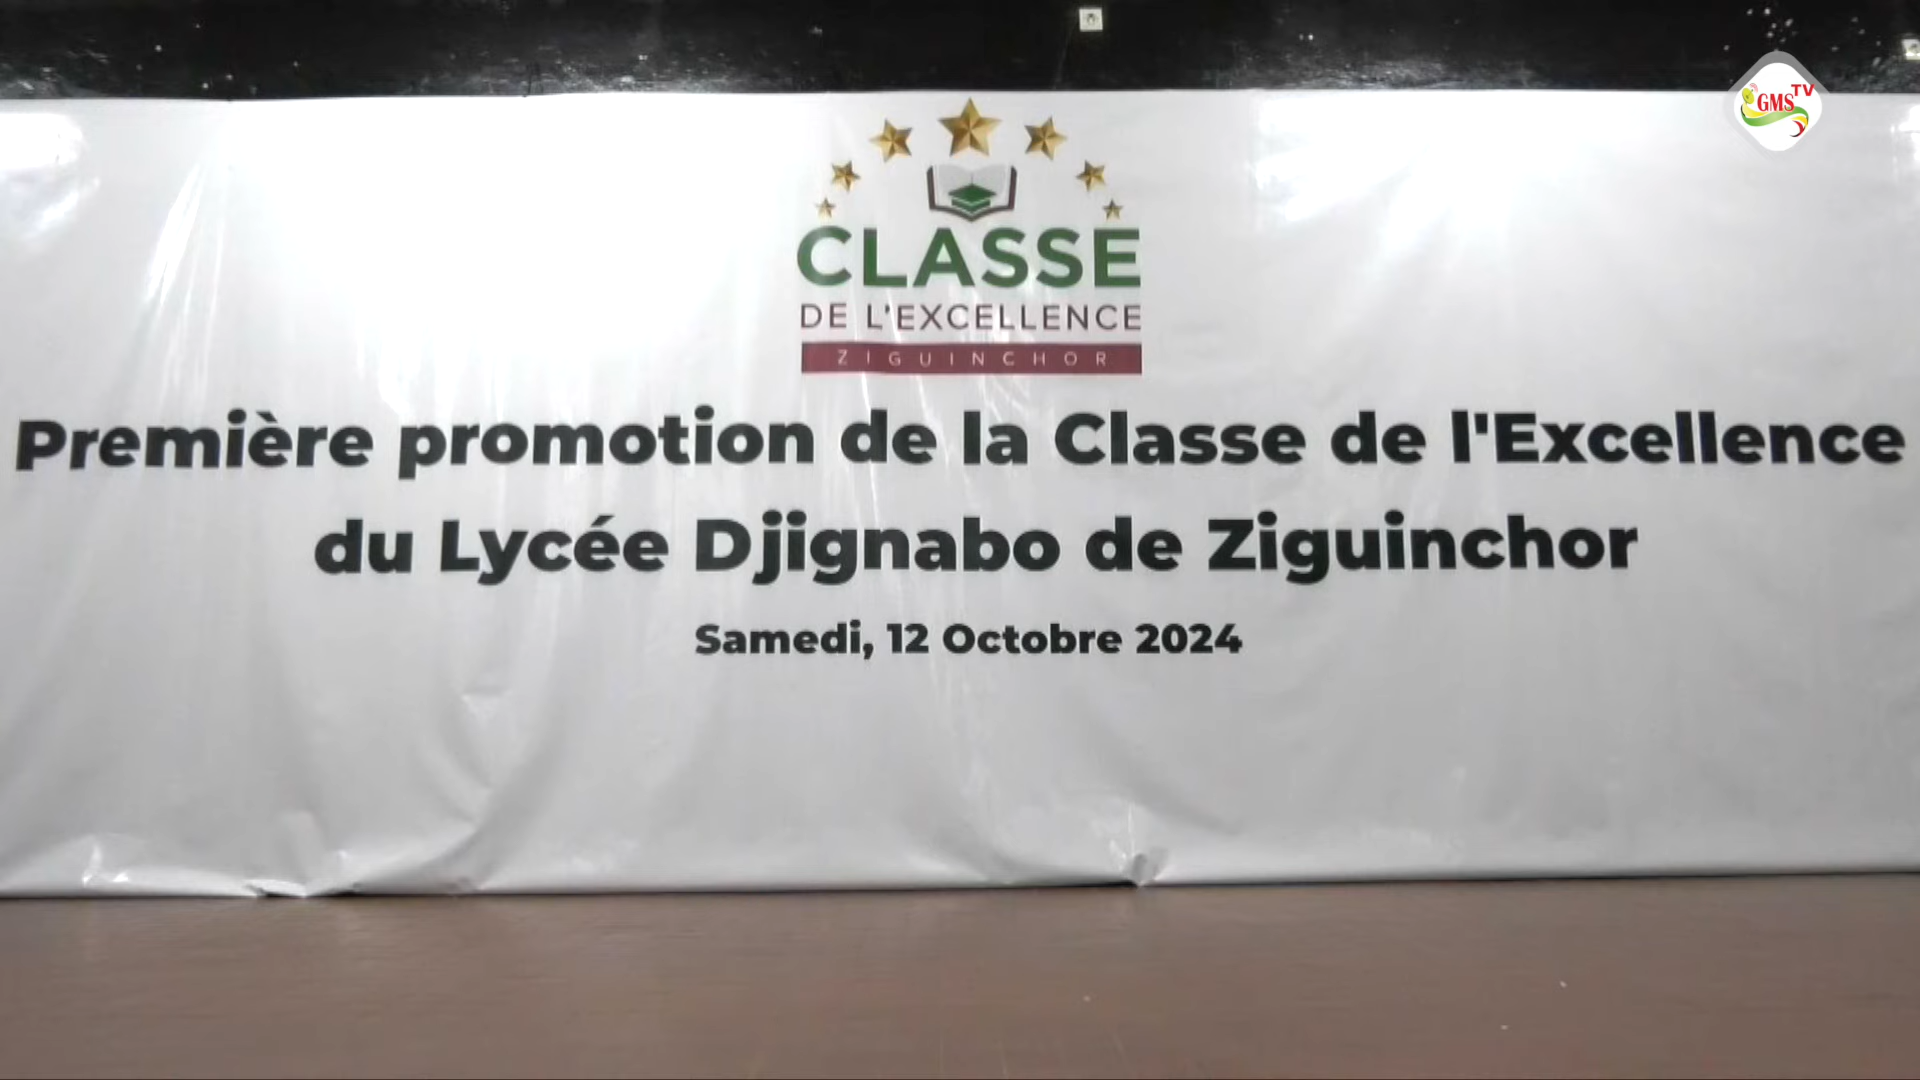 GMS TV
CLASSE
DE L'EXCELLENCE
ZIGUINCHOR
Première promotion de la Classe de l'Excellence
du Lycée Djignabo de Ziguinchor
Samedi, 12 Octobre 2024